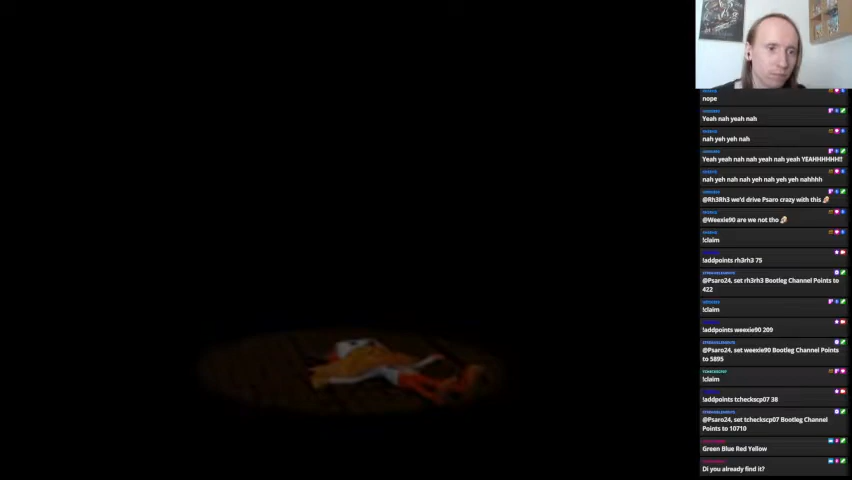 nope
Yeah nah yeah nah
nah yeh yeh nah
Yeah yeah nah nah yeah nah yeah YEAHHHHHH!!
nah yeh nah nah yeh nah yeh yeh nahhhh
@Rh3Rh3 we'd drive Psaro crazy with this
@Weexie90 are we not tho
!claim
!addpoints rh3rh3 75
@Psaro24, set rh3rh3 Bootleg Channel Points to
422
!claim
!addpoints weexie90 209
@Psaro24, set weexie90 Bootleg Channel Points
to 5895
!claim
!addpoints tcheckscp07 38
@Psaro24, set tcheckscp07 Bootleg Channel
Points to 10710
Green Blue Red Yellow
Di you already find it?